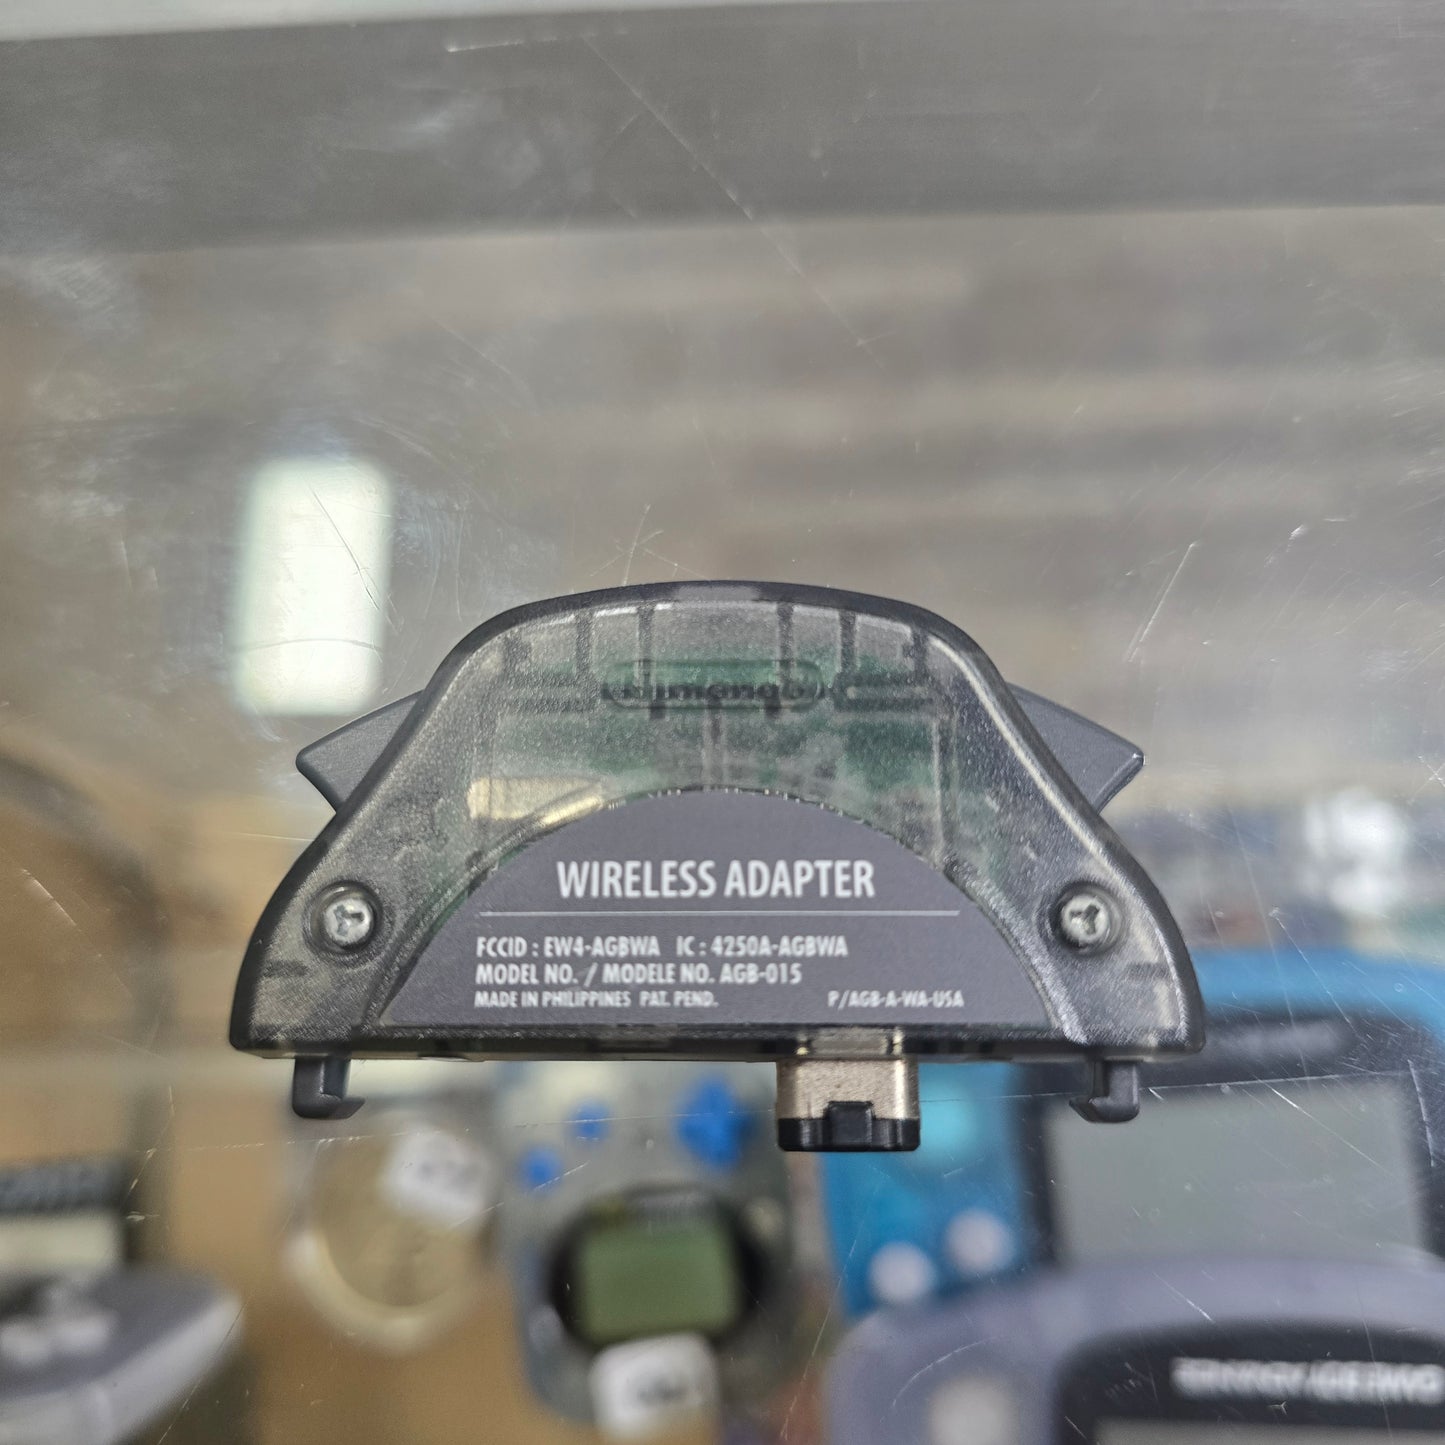 WIRELESS ADAPTER
FCCID : EW4-AGBWA IC : 4250A-AGBWA
MODEL NO. / MODELE NO. AGB-015
MADE IN PHILIPPINES PAT. PEND. P/AGB-A-WA-USA